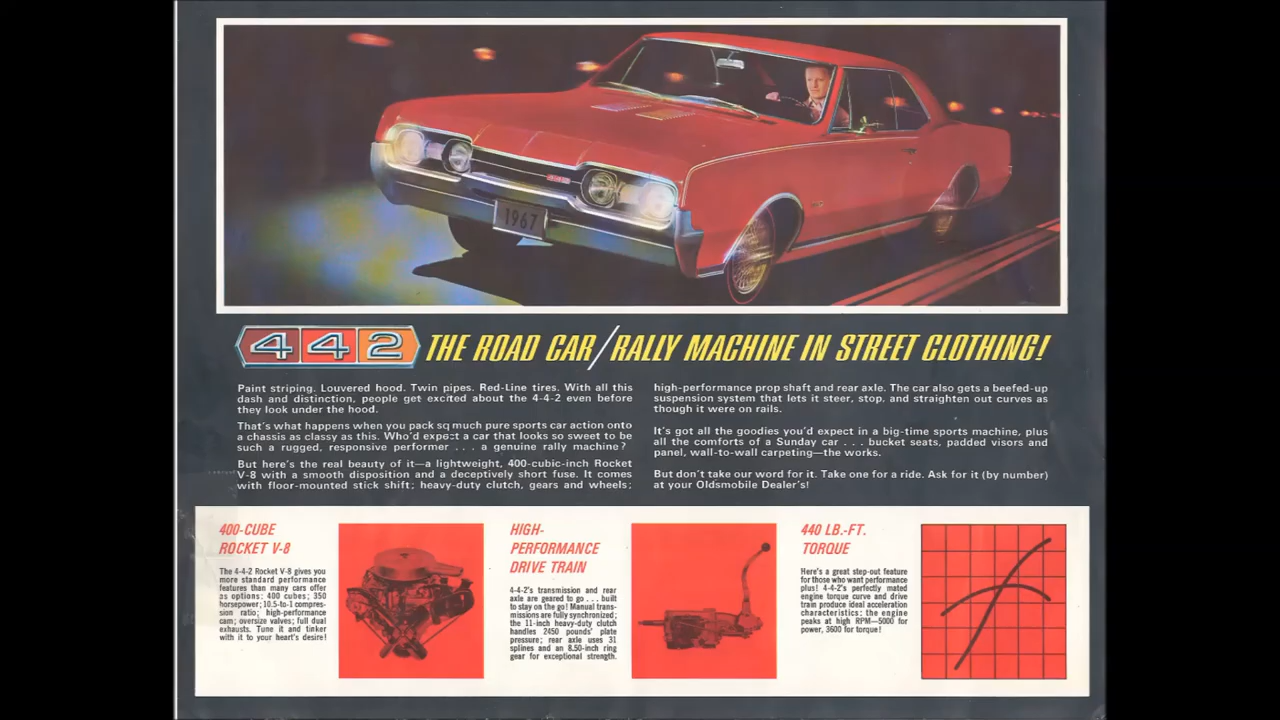 1967
442 THE ROAD CAR/RALLY MACHINE IN STREET CLOTHING!
Paint striping. Louvered hood. Twin pipes. Red-Line tires. With all this
dash and distinction, people get excited about the 4-4-2 even before
they look under the hood.
That's what happens when you pack so much pure sports car action onto
a chassis as classy as this. Who'd expect a car that looks so sweet to be
such a rugged, responsive performer . . . a genuine rally machine?
But here's the real beauty of it—a lightweight, 400-cubic-inch Rocket
V-8 with a smooth disposition and a deceptively short fuse. It comes
with floor-mounted stick shift; heavy-duty clutch, gears and wheels;
high-performance prop shaft and rear axle. The car also gets a beefed-up
suspension system that lets it steer, stop, and straighten out curves as
though it were on rails.
It's got all the goodies you'd expect in a big-time sports machine, plus
all the comforts of a Sunday car . . . bucket seats, padded visors and
panel, wall-to-wall carpeting—the works.
But don't take our word for it. Take one for a ride. Ask for it (by number)
at your Oldsmobile Dealer's!
400-CUBE
ROCKET V-8
The 4-4-2 Rocket V-8 gives you
more standard performance
features than many cars offer
as options: 400 cubes; 350
horsepower; 10.5-to-1 compres-
sion ratio; high-performance
cam; oversize valves; full dual
exhausts. Tune it and tinker
with it to your heart's desire!
HIGH-
PERFORMANCE
DRIVE TRAIN
4-4-2's transmission and rear
axle are geared to go . . . built
to stay on the go! Manual trans-
missions are fully synchronized;
the 11-inch heavy-duty clutch
handles 2450 pounds' plate
pressure; rear axle uses 31
splines and an 8.50-inch ring
gear for exceptional strength.
440 LB.-FT.
TORQUE
Here's a great step-out feature
for those who want performance
plus! 4-4-2's perfectly mated
engine torque curve and drive
train produce ideal acceleration
characteristics: the engine
peaks at high RPM—5000 for
power, 3600 for torque!